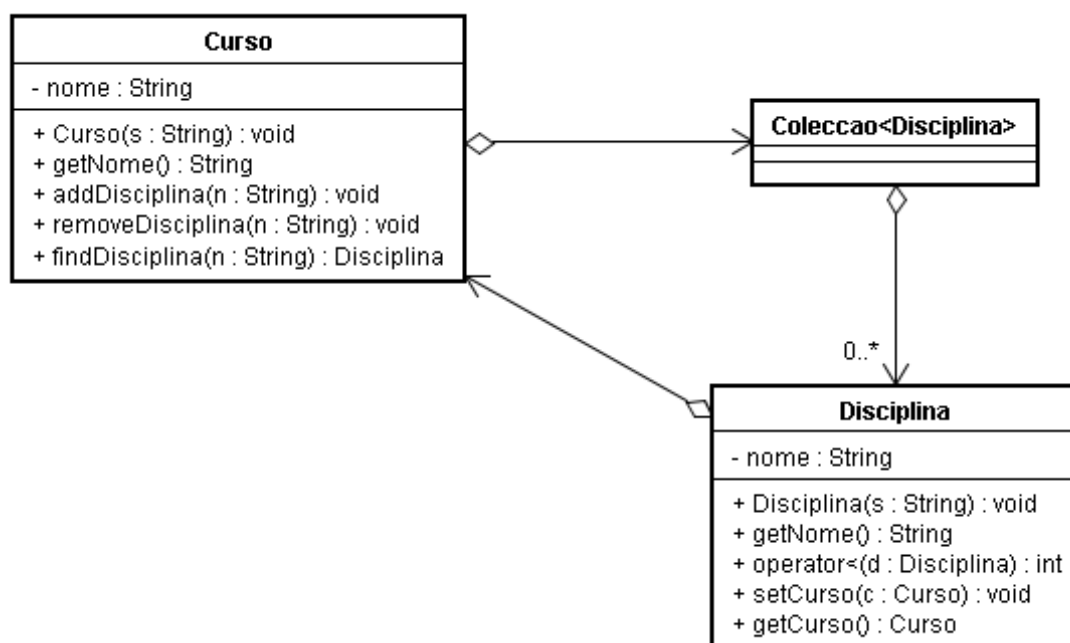 Curso
- nome : String
+ Curso(s : String) : void
+ getNome() : String
+ addDisciplina(n : String) : void
+ removeDisciplina(n : String) : void
+ findDisciplina(n : String) : Disciplina
Coleccao<Disciplina>
0..*
Disciplina
- nome : String
+ Disciplina(s : String) : void
+ getNome() : String
+ operator<(d : Disciplina) : int
+ setCurso(c : Curso) : void
+ getCurso() : Curso